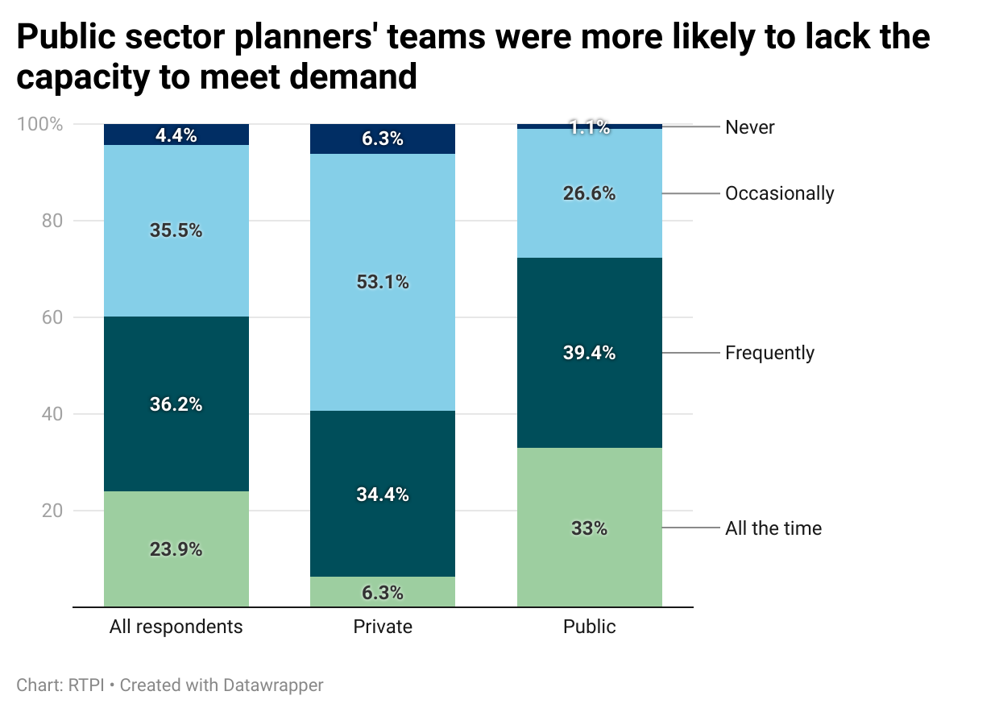 Public sector planners' teams were more likely to lack the
capacity to meet demand
100%
4.4%
6.3%
1.1%
Never
26.6%
Occasionally
80
35.5%
53.1%
60
39.4%
Frequently
40
36.2%
34.4%
20
33%
All the time
23.9%
6.3%
All respondents
Private
Public
Chart: RTPI • Created with Datawrapper